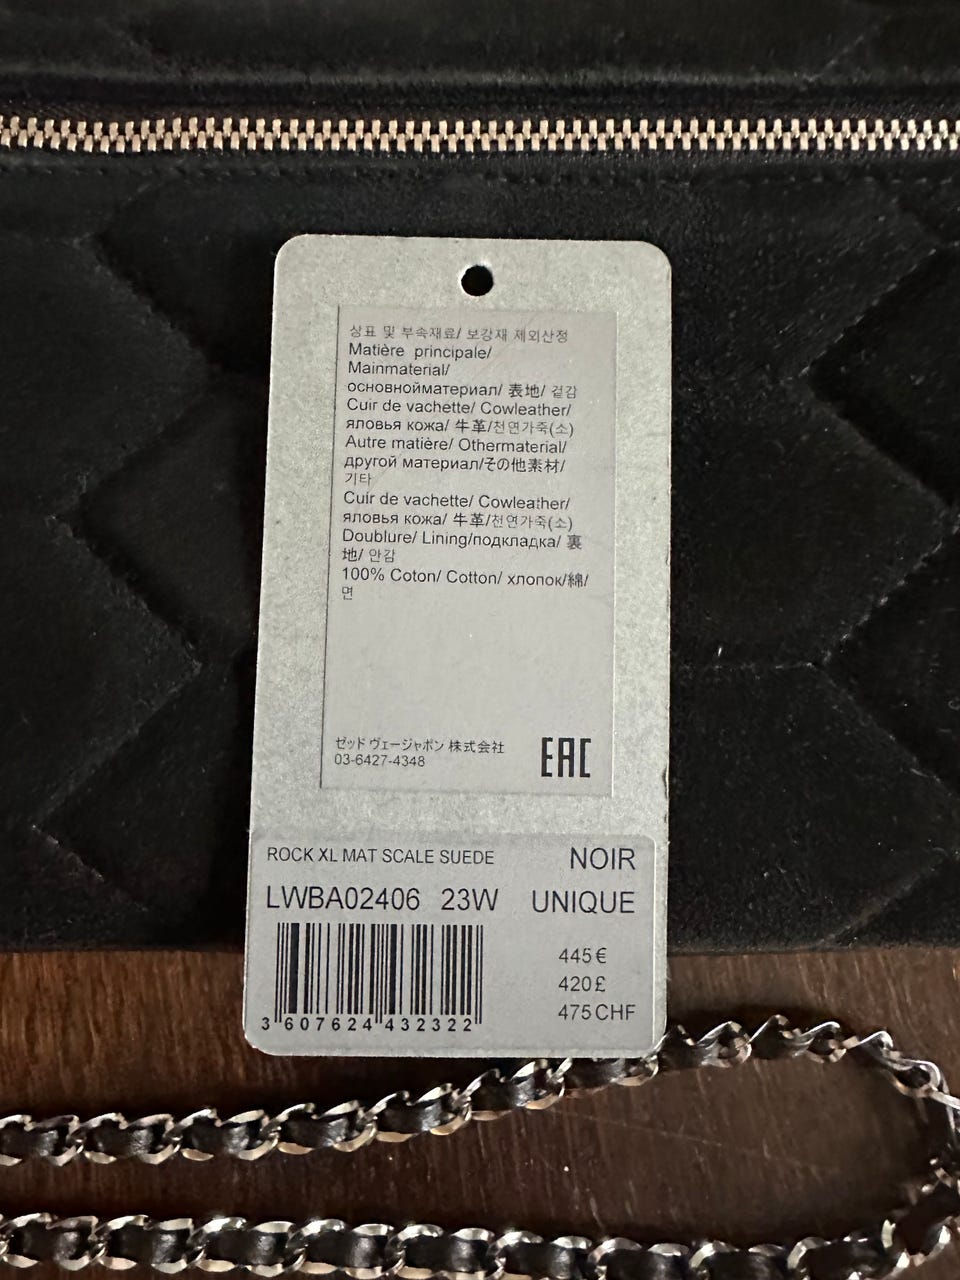 상표 및 부속재료/ 보강재 제외산정
Matière principale/
Mainmaterial/
основнойматериал/ 表地/ 겉감
Cuir de vachette/ Cowleather/
яловья кожа/ 牛革/천연가죽(소)
Autre matière/ Othermaterial/
другой материал/その他素材/
기타
Cuir de vachette/ Cowleather/
яловья кожа/ 牛革/천연가죽(소)
Doublure/ Lining/подкладка/ 裏
地/ 안감
100% Coton/ Cotton/ хлопок/綿/
면
ゼッド ヴェージャポン 株式会社
03-6427-4348
EAC
ROCK XL MAT SCALE SUEDE NOIR
LWBA02406 23W UNIQUE
445€
420£
475CHF
3 607624 432322